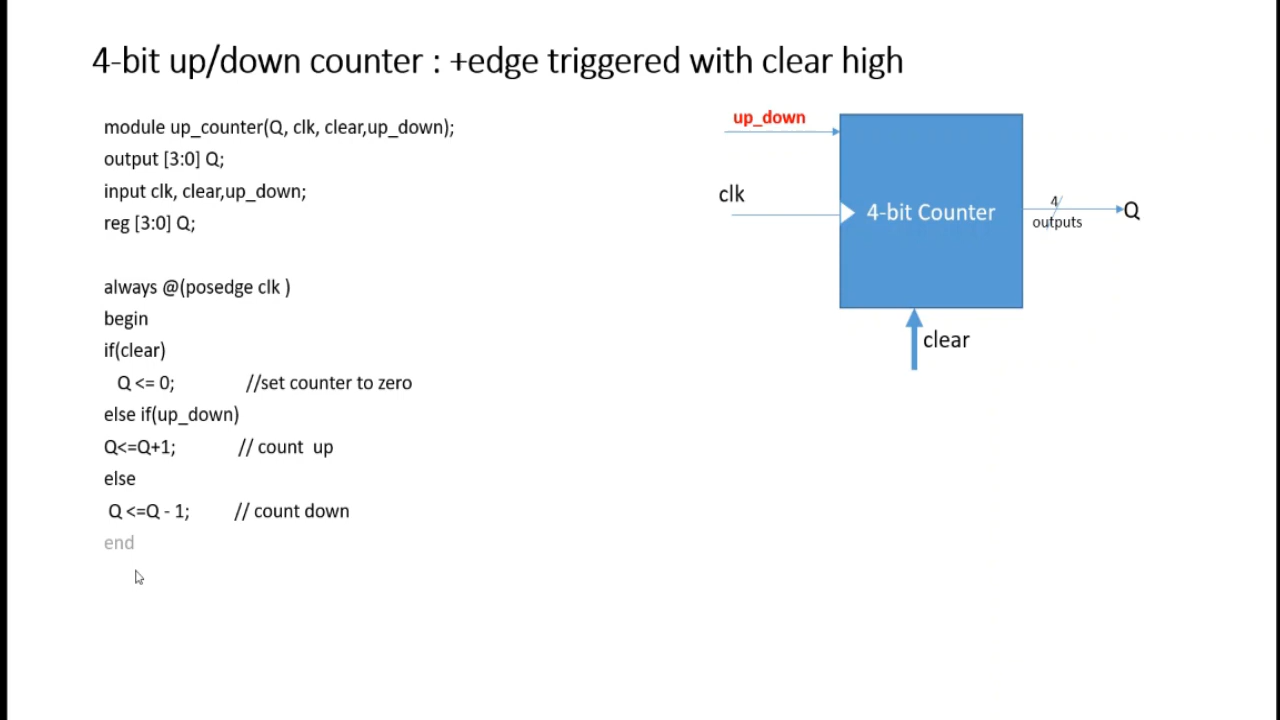 4-bit up/down counter : +edge triggered with clear high
module up_counter(Q, clk, clear,up_down);
output [3:0] Q;
input clk, clear,up_down;
reg [3:0] Q;
always @(posedge clk )
begin
if(clear)
Q <= 0; //set counter to zero
else if(up_down)
Q<=Q+1; // count up
else
Q <=Q - 1; // count down
end
up_down
clk
4-bit Counter
4
outputs
Q
clear